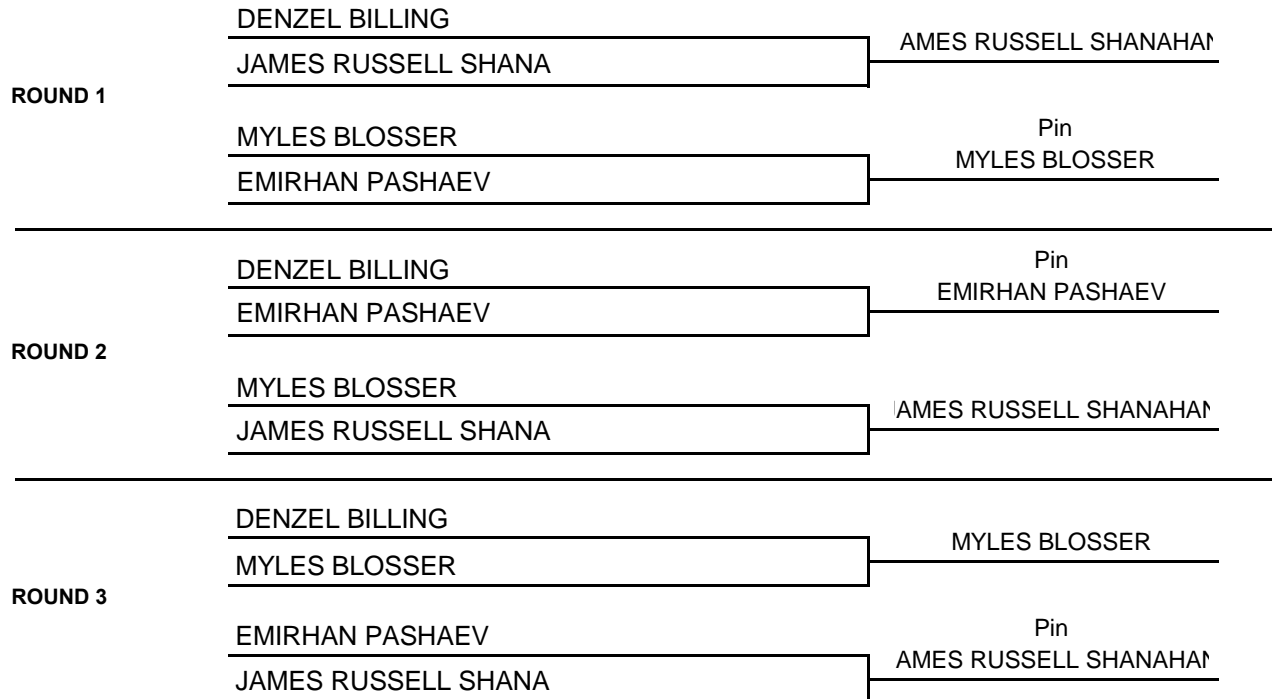 DENZEL BILLING
AMES RUSSELL SHANAHAN
JAMES RUSSELL SHANA
ROUND 1
Pin
MYLES BLOSSER
MYLES BLOSSER
EMIRHAN PASHAEV
Pin
DENZEL BILLING
EMIRHAN PASHAEV
EMIRHAN PASHAEV
ROUND 2
MYLES BLOSSER
JAMES RUSSELL SHANAHAN
JAMES RUSSELL SHANA
DENZEL BILLING
MYLES BLOSSER
MYLES BLOSSER
ROUND 3
Pin
EMIRHAN PASHAEV
AMES RUSSELL SHANAHAN
JAMES RUSSELL SHANA